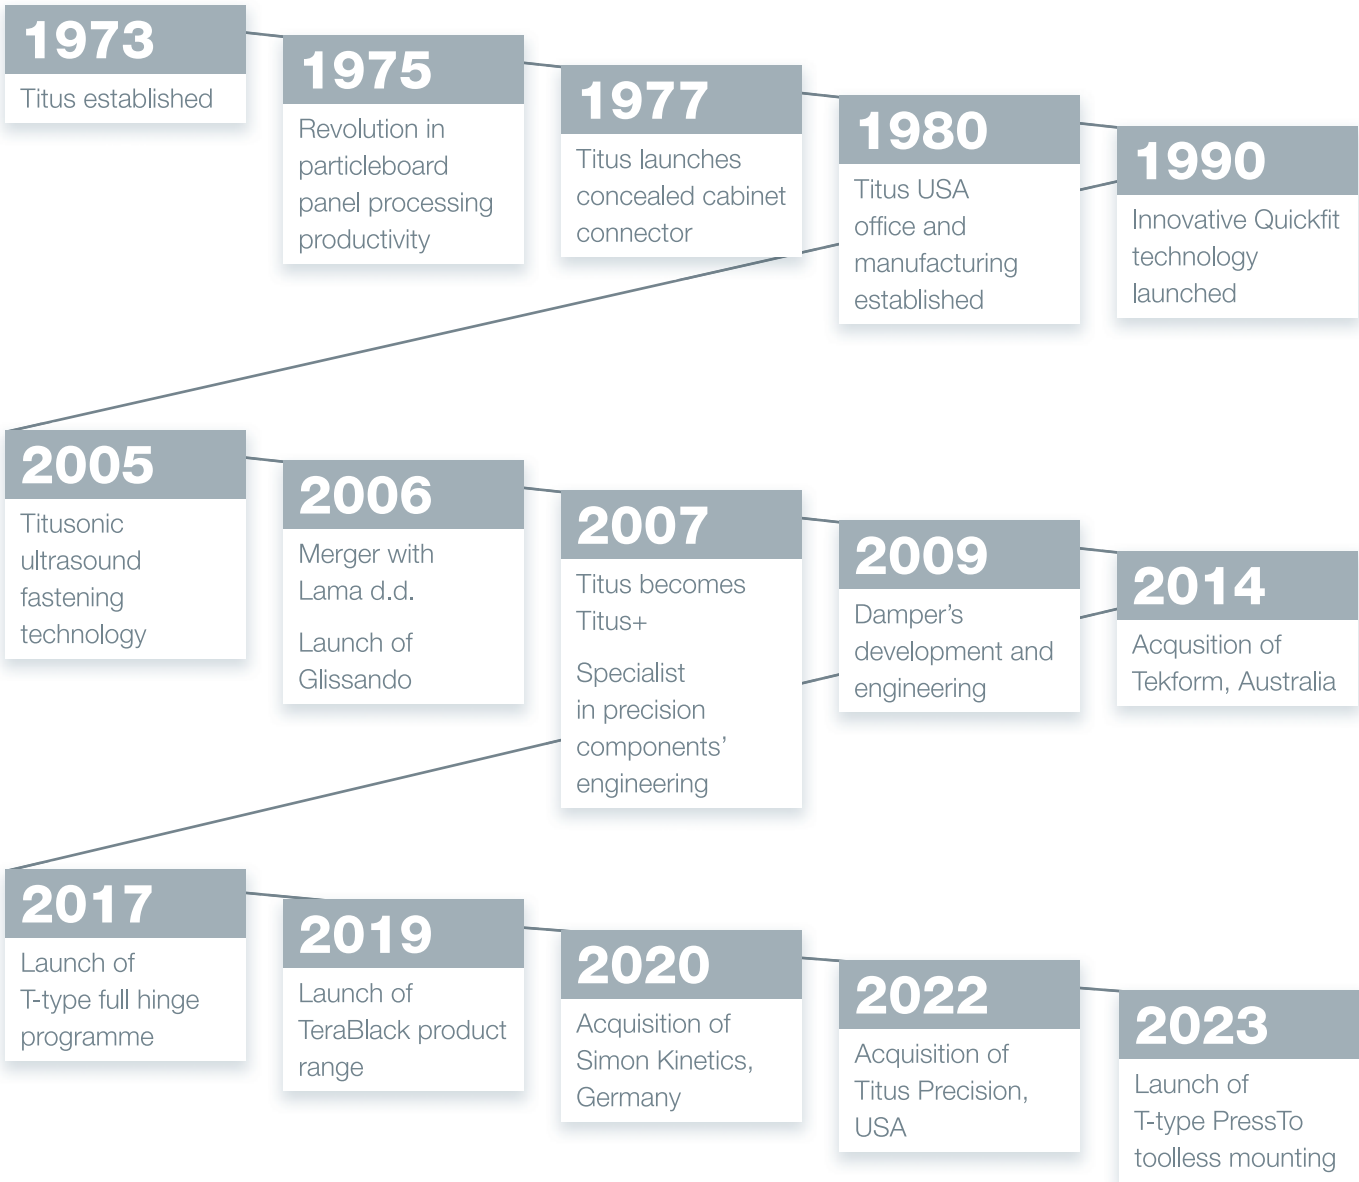 1973
Titus established
1975
Revolution in
particleboard
panel processing
productivity
1977
Titus launches
concealed cabinet
connector
1980
Titus USA
office and
manufacturing
established
1990
Innovative Quickfit
technology
launched
2005
Titusonic
ultrasound
fastening
technology
2006
Merger with
Lama d.d.
Launch of
Glissando
2007
Titus becomes
Titus+
Specialist
in precision
components’
engineering
2009
Damper’s
development and
engineering
2014
Acqusition of
Tekform, Australia
2017
Launch of
T-type full hinge
programme
2019
Launch of
TeraBlack product
range
2020
Acquisition of
Simon Kinetics,
Germany
2022
Acquisition of
Titus Precision,
USA
2023
Launch of
T-type PressTo
toolless mounting